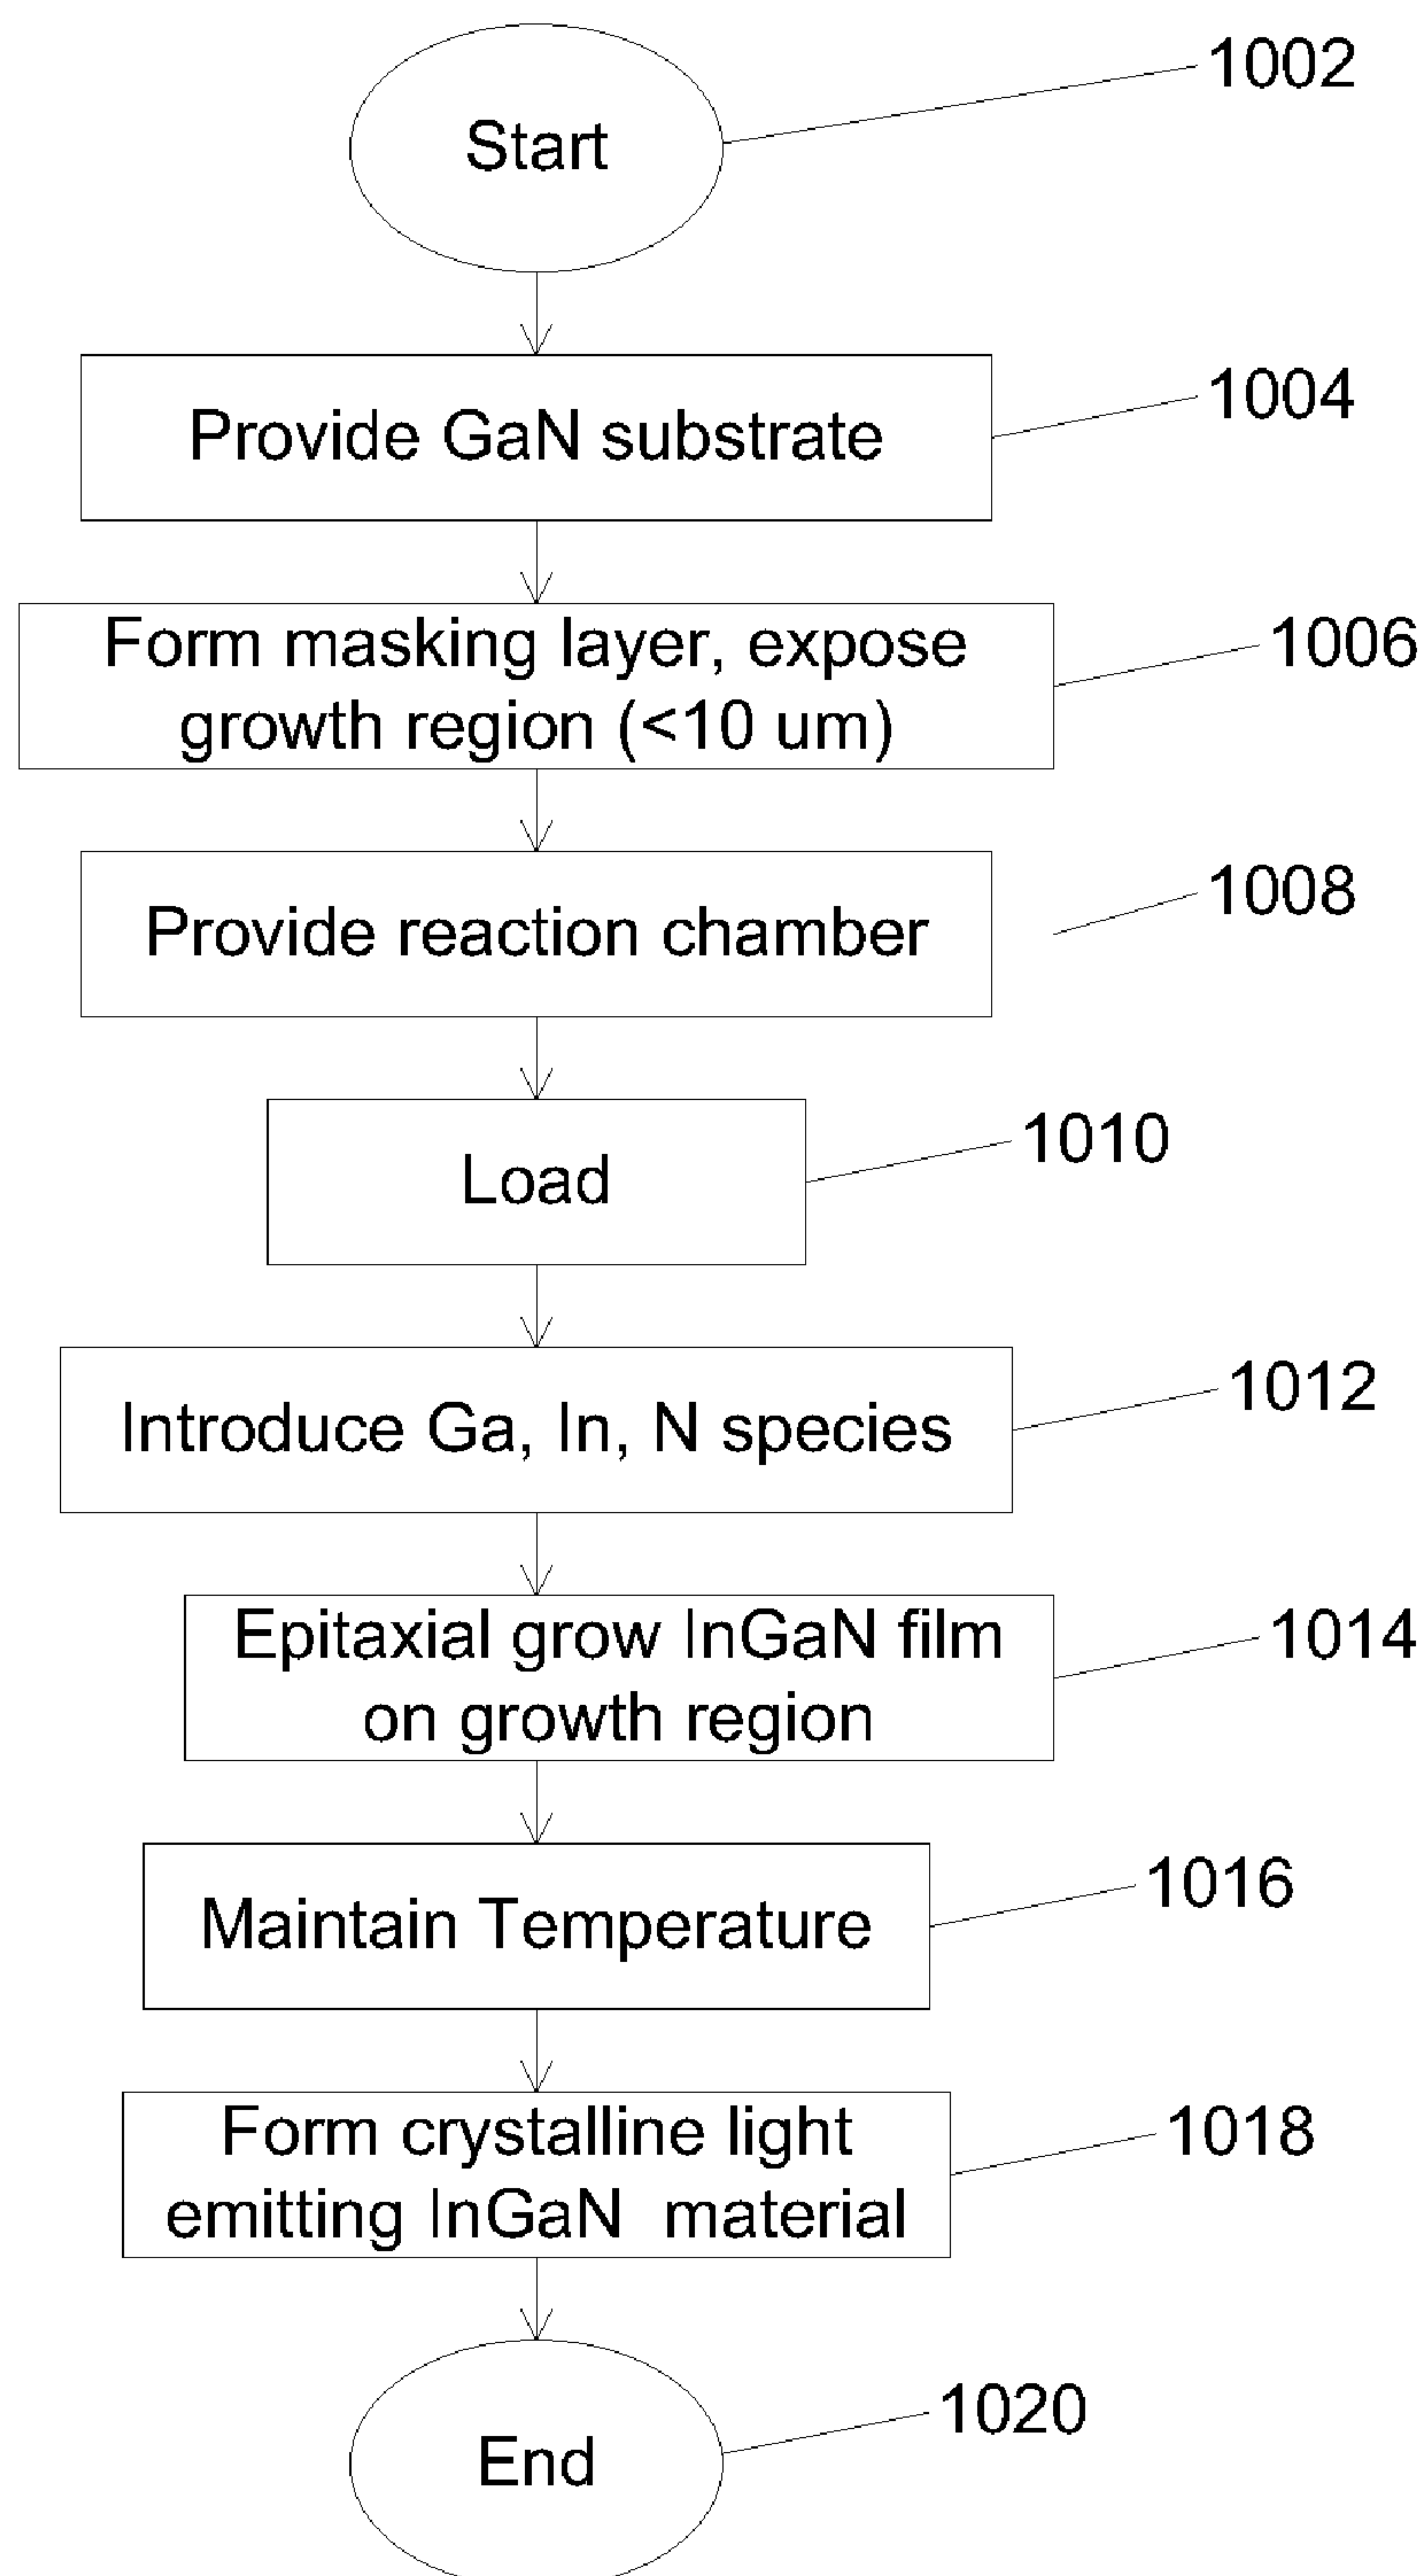 Start
1002
Provide GaN substrate
1004
Form masking layer, expose
growth region (<10 um)
1006
Provide reaction chamber
1008
Load
1010
Introduce Ga, In, N species
1012
Epitaxial grow InGaN film
on growth region
1014
Maintain Temperature
1016
Form crystalline light
emitting InGaN  material
1018
End
1020